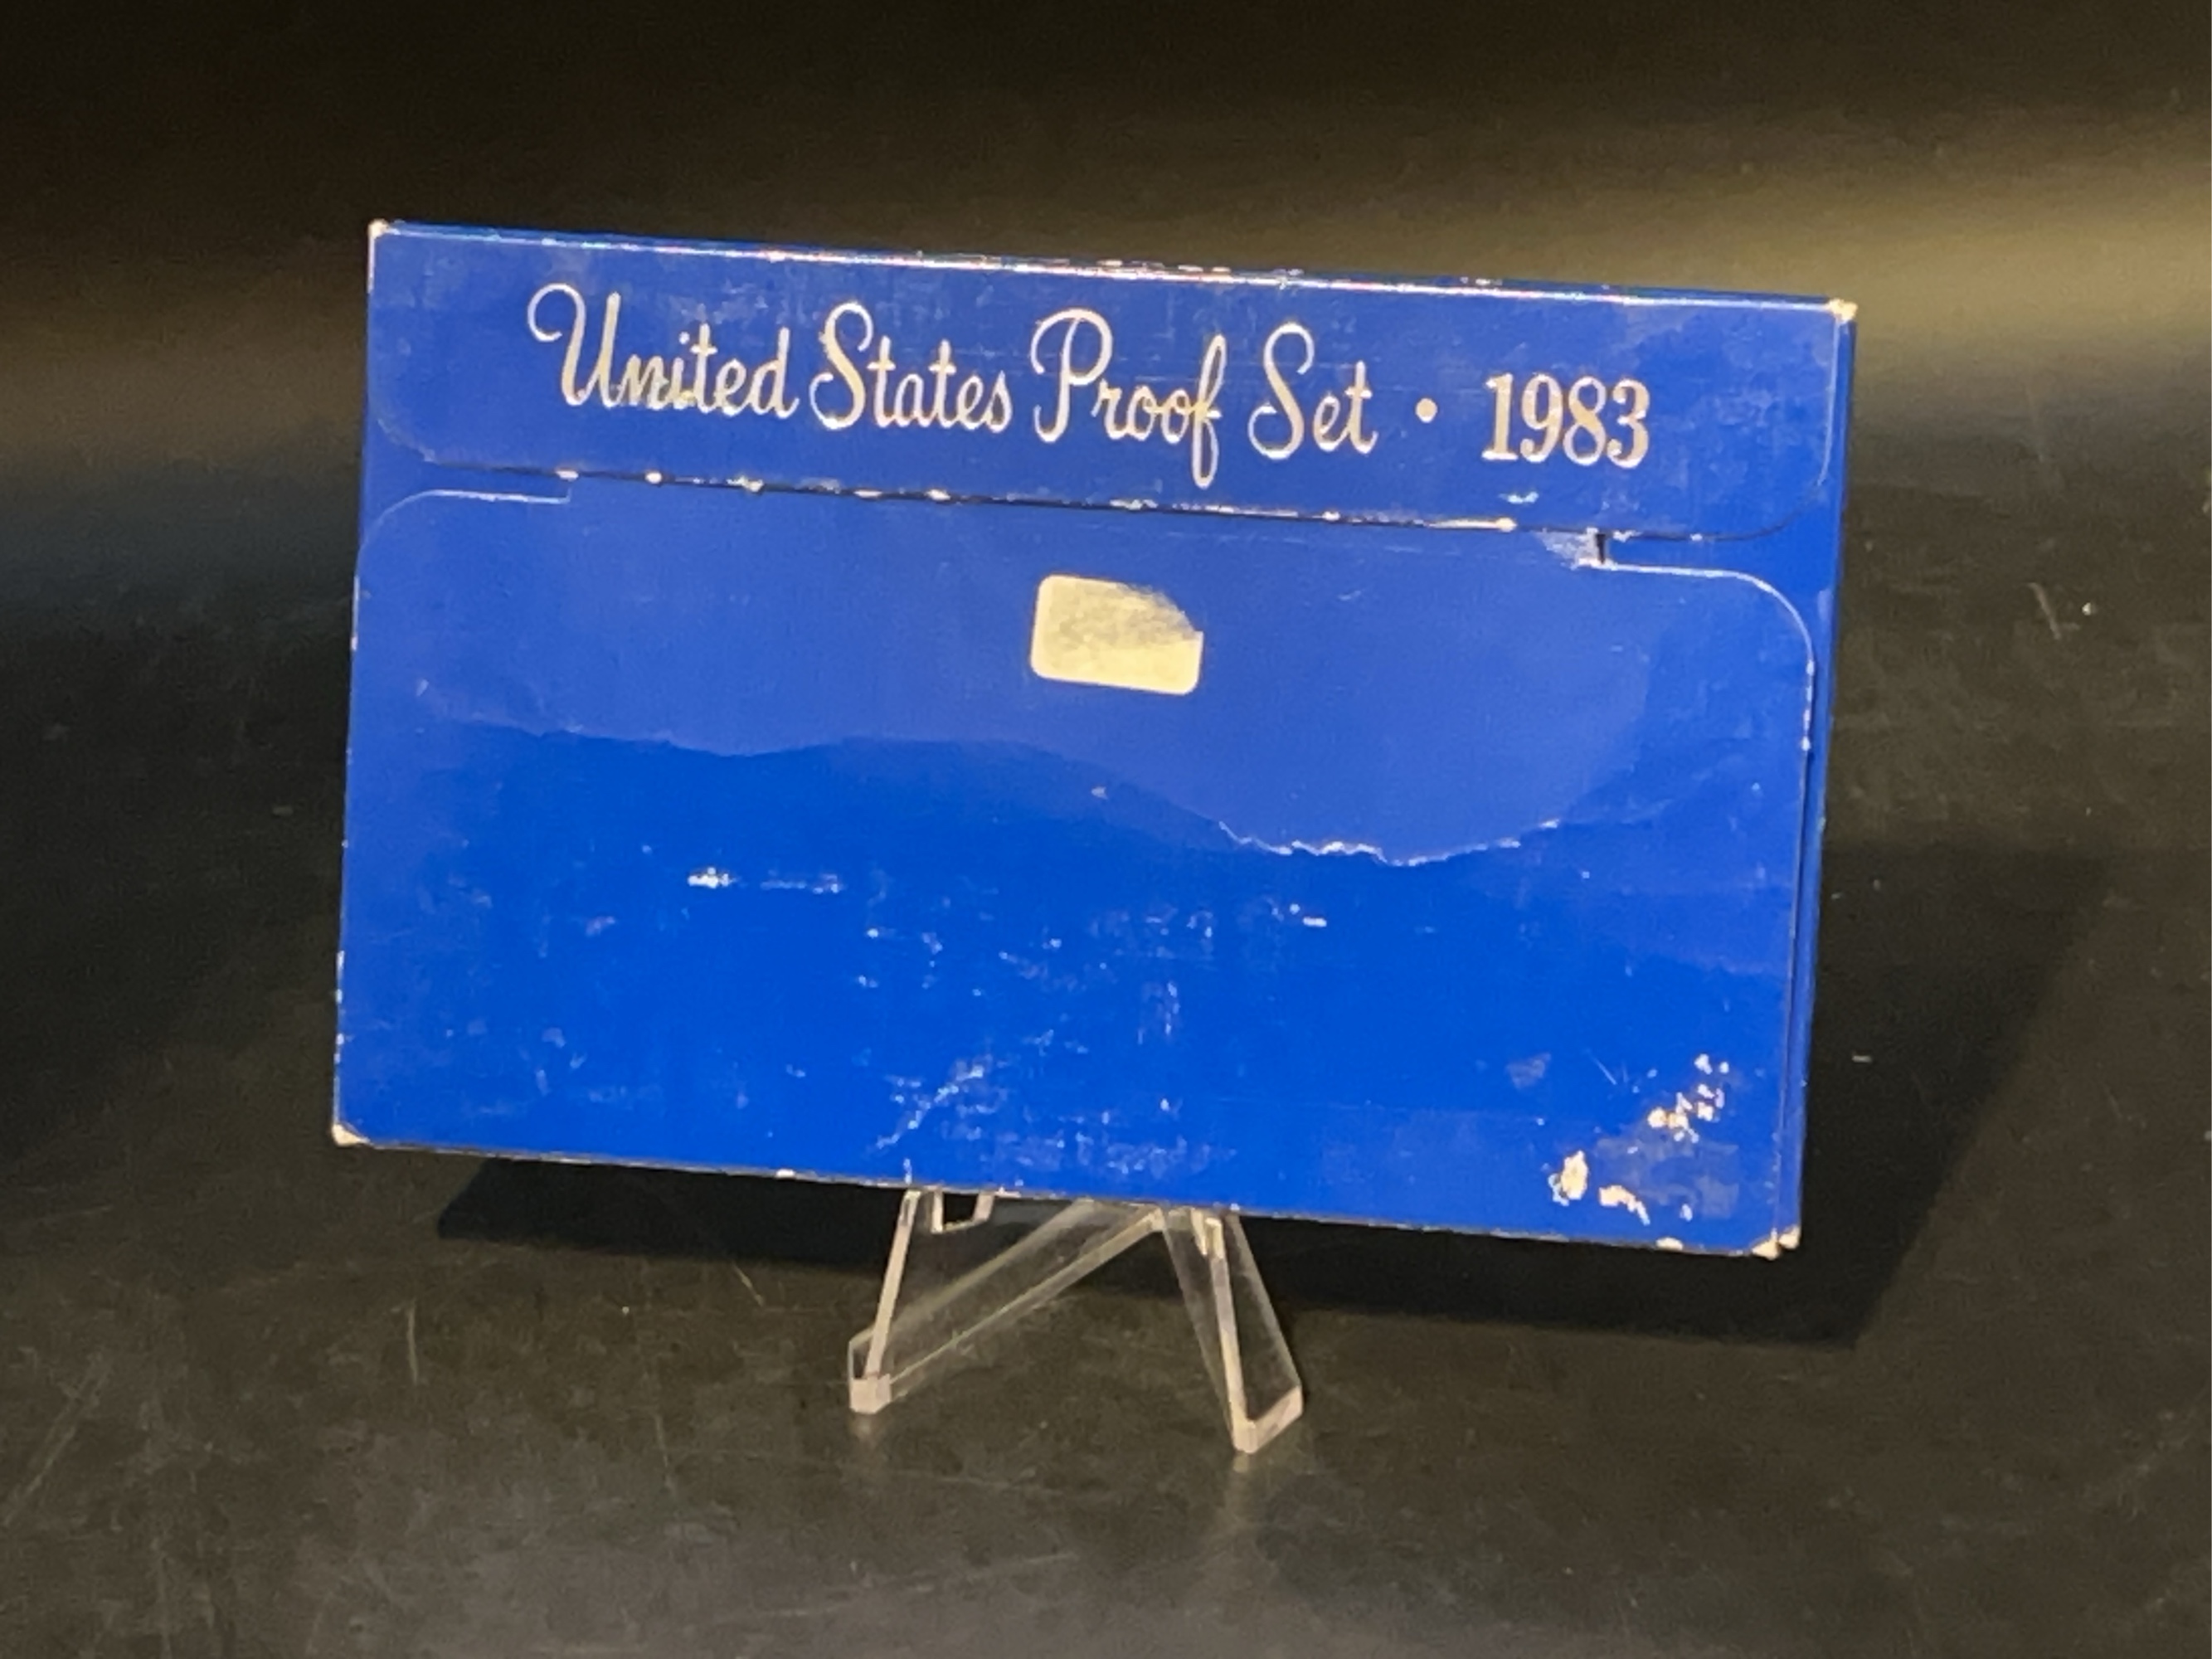 United States Proof Set • 1983